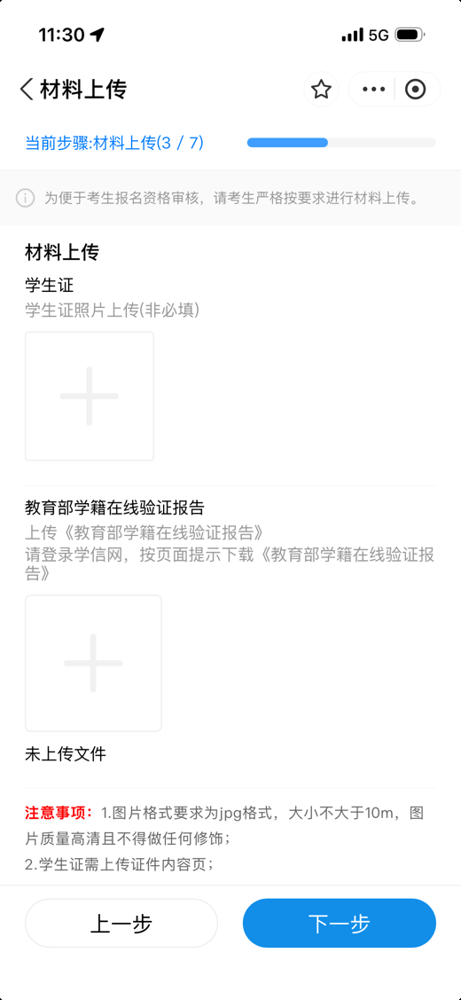 11:30
5G
材料上传
当前步骤:材料上传(3 / 7)
为便于考生报名资格审核，请考生严格按要求进行材料上传。
材料上传
学生证
学生证照片上传(非必填)
教育部学籍在线验证报告
上传《教育部学籍在线验证报告》
请登录学信网，按页面提示下载《教育部学籍在线验证报
告》
未上传文件
注意事项：1.图片格式要求为jpg格式，大小不大于10m，图
片质量高清且不得做任何修饰；
2.学生证需上传证件内容页；
上一步
下一步